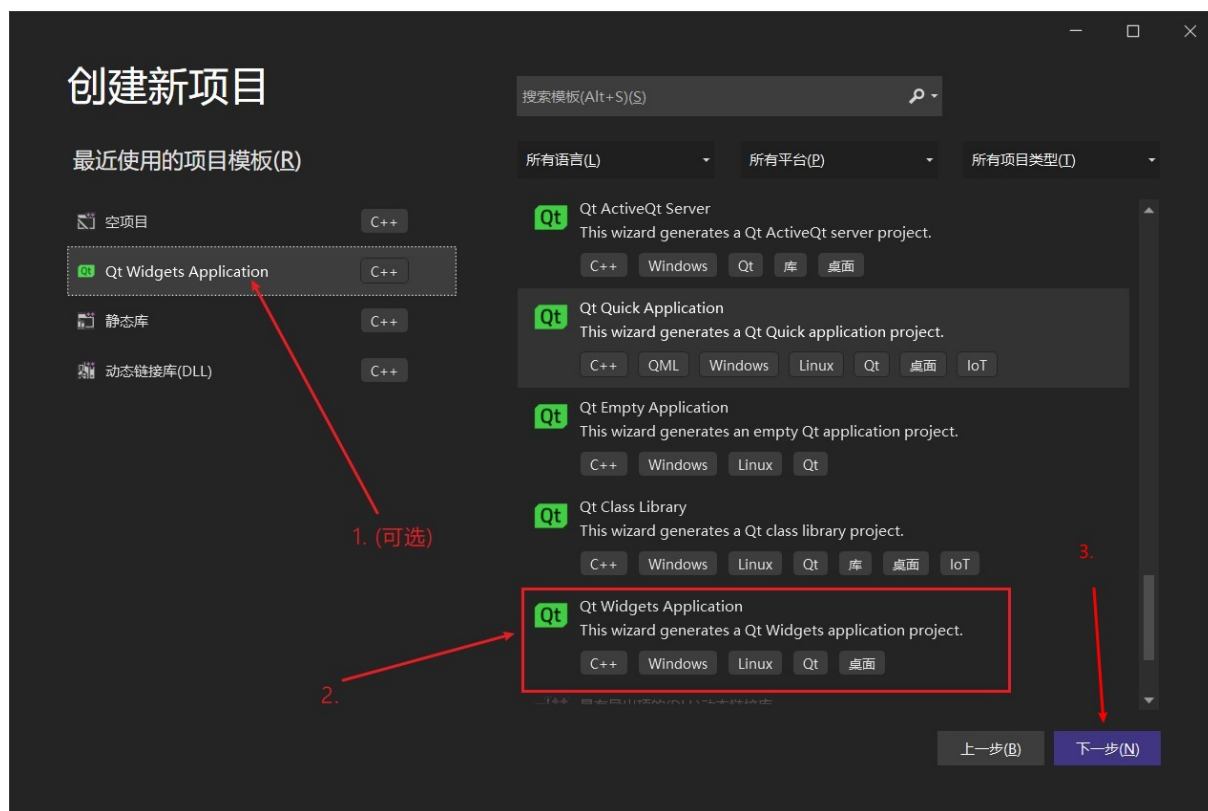 创建新项目
搜索模板(Alt+S)(S)
最近使用的项目模板(R)
所有语言(L)
所有平台(P)
所有项目类型(T)
空项目
C++
Qt Widgets Application
C++
静态库
C++
动态链接库(DLL)
C++
1. (可选)
2.
Qt
Qt ActiveQt Server
This wizard generates a Qt ActiveQt server project.
C++ Windows Qt 库 桌面
Qt
Qt Quick Application
This wizard generates a Qt Quick application project.
C++ QML Windows Linux Qt 桌面 IoT
Qt
Qt Empty Application
This wizard generates an empty Qt application project.
C++ Windows Linux Qt
Qt
Qt Class Library
This wizard generates a Qt class library project.
C++ Windows Linux Qt 库 桌面 IoT
3.
Qt
Qt Widgets Application
This wizard generates a Qt Widgets application project.
C++ Windows Linux Qt 桌面
上一步(B)
下一步(N)